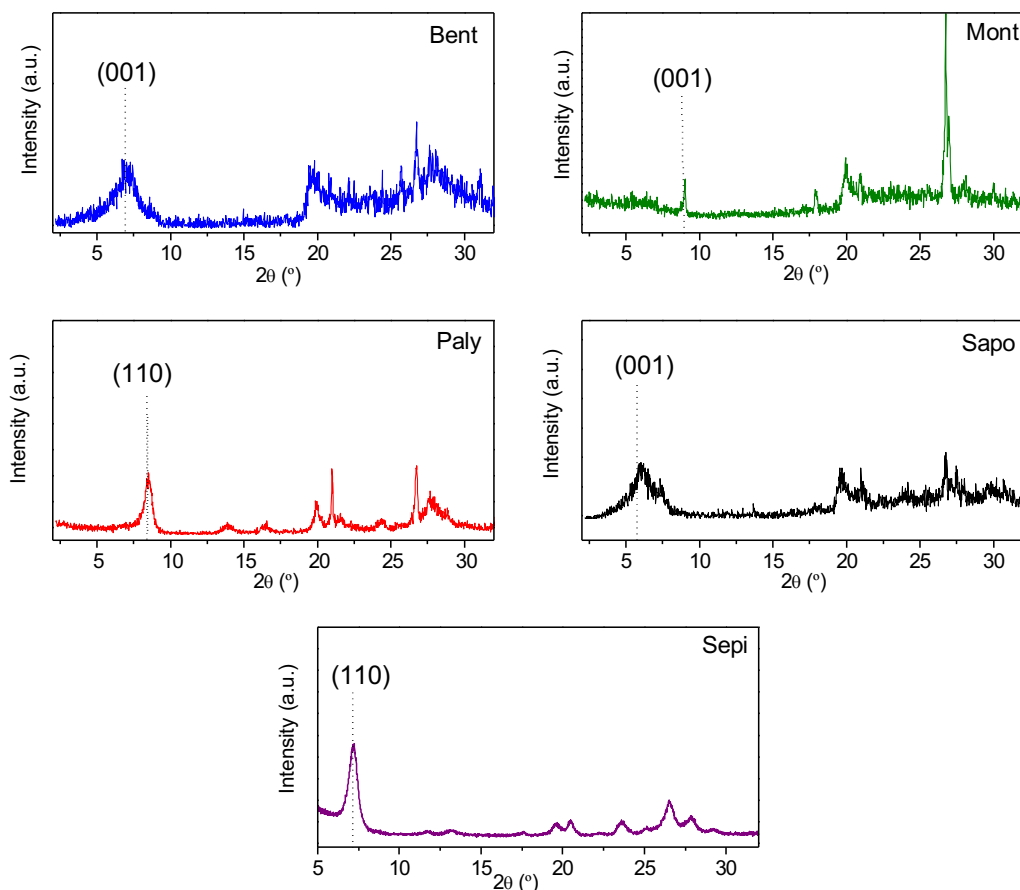 Bent
(001)
Intensity (a.u.)
5 10 15 20 25 30
2θ (º)
Mont
(001)
Intensity (a.u.)
5 10 15 20 25 30
2θ (º)
Paly
(110)
Intensity (a.u.)
5 10 15 20 25 30
2θ (º)
Sapo
(001)
Intensity (a.u.)
5 10 15 20 25 30
2θ (º)
Sepi
(110)
Intensity (a.u.)
5 10 15 20 25 30
2θ (º)